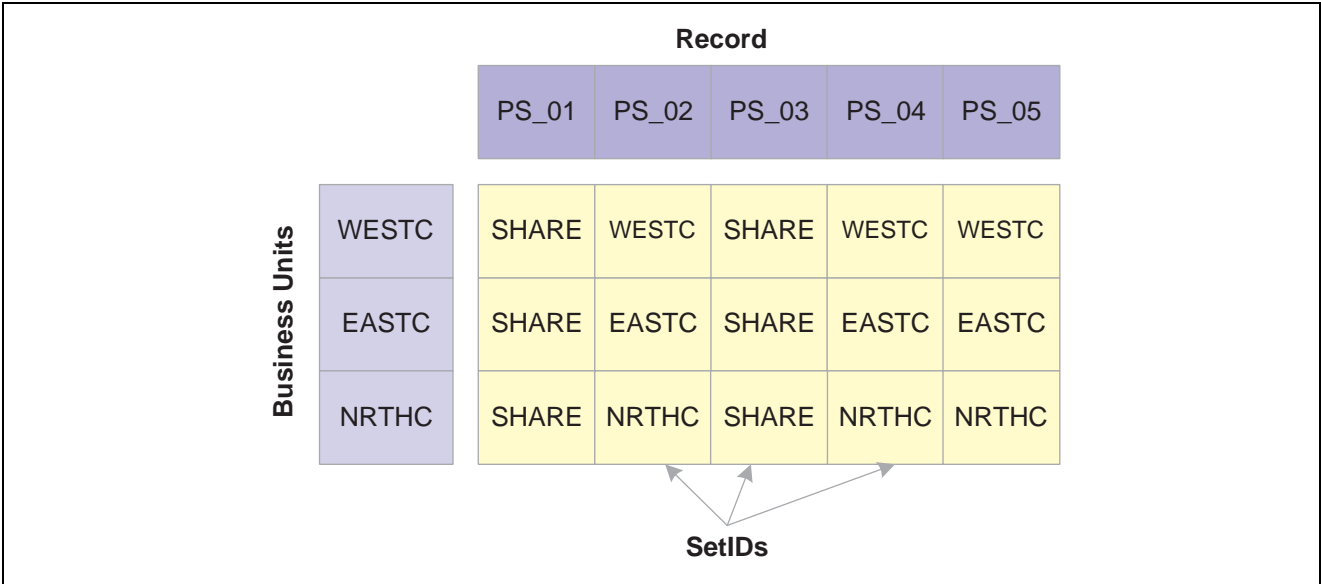 Record
PS_01 PS_02 PS_03 PS_04 PS_05
Business Units
WESTC SHARE WESTC SHARE WESTC WESTC
EASTC SHARE EASTC SHARE EASTC EASTC
NRTHC SHARE NRTHC SHARE NRTHC NRTHC
SetIDs